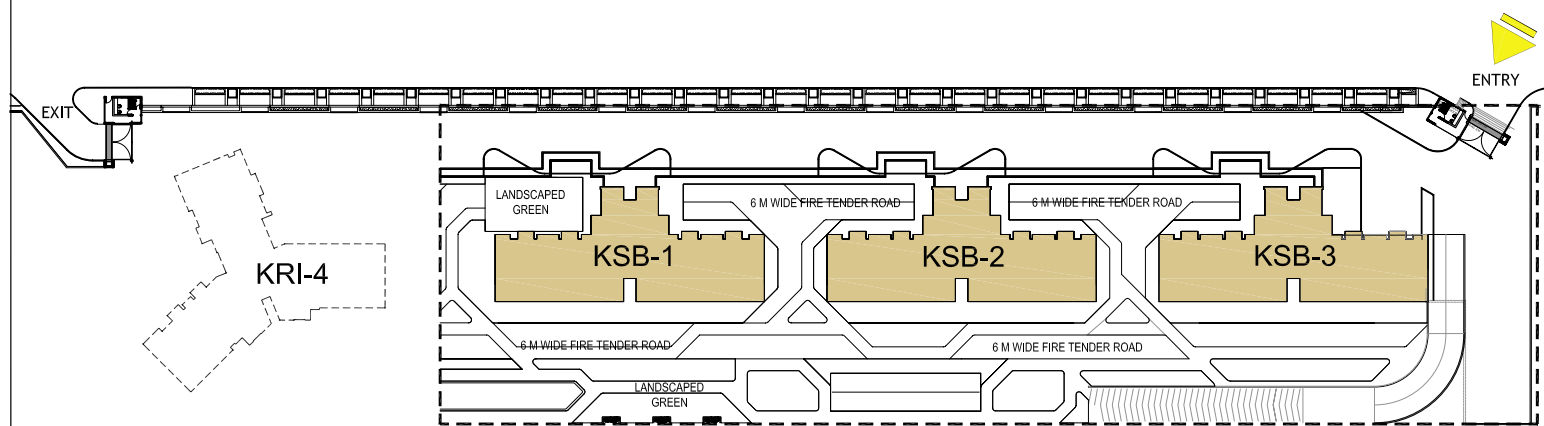 ENTRY
EXIT
LANDSCAPED
GREEN
6 M WIDE FIRE TENDER ROAD
6 M WIDE FIRE TENDER ROAD
KSB-1
KSB-2
KSB-3
KRI-4
6 M WIDE FIRE TENDER ROAD
6 M WIDE FIRE TENDER ROAD
LANDSCAPED
GREEN